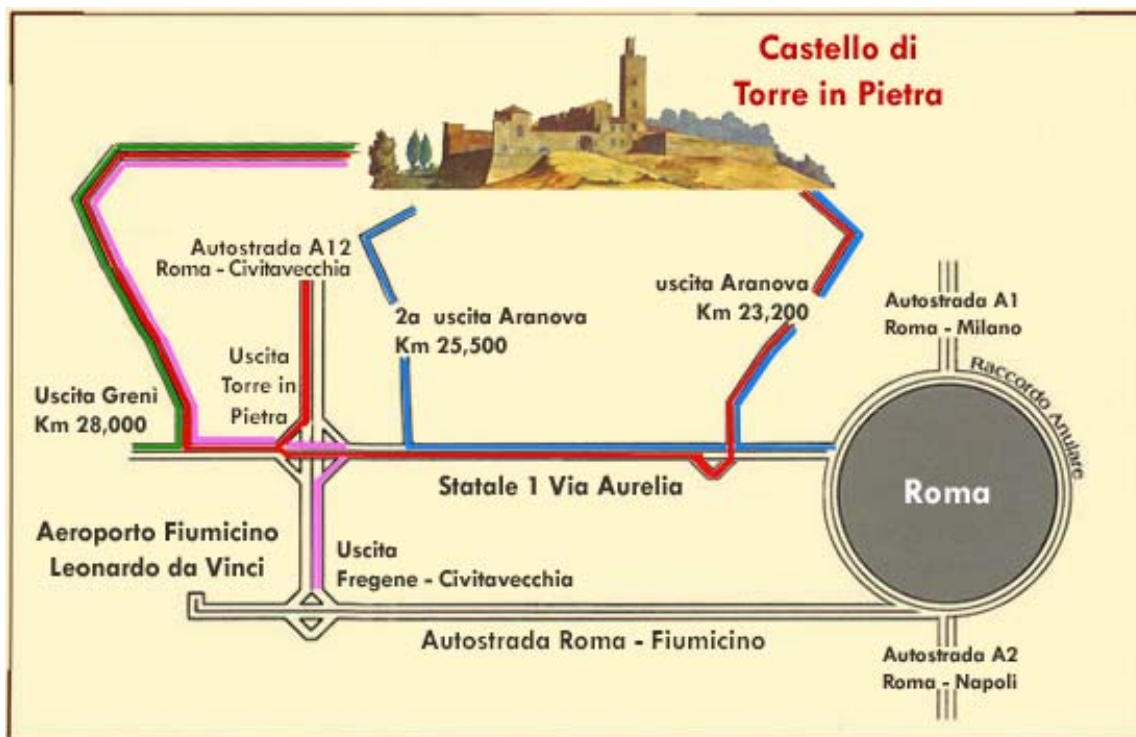 Castello di
Torre in Pietra
Autostrada A12
Roma - Civitavecchia
uscita Aranova
Km 23,200
2a uscita Aranova
Km 25,500
Autostrada A1
Roma - Milano
Raccordo Anulare
Uscita
Torre in
Pietra
Uscita Greni
Km 28,000
Statale 1 Via Aurelia
Roma
Aeroporto Fiumicino
Leonardo da Vinci
Uscita
Fregene - Civitavecchia
Autostrada Roma - Fiumicino
Autostrada A2
Roma - Napoli